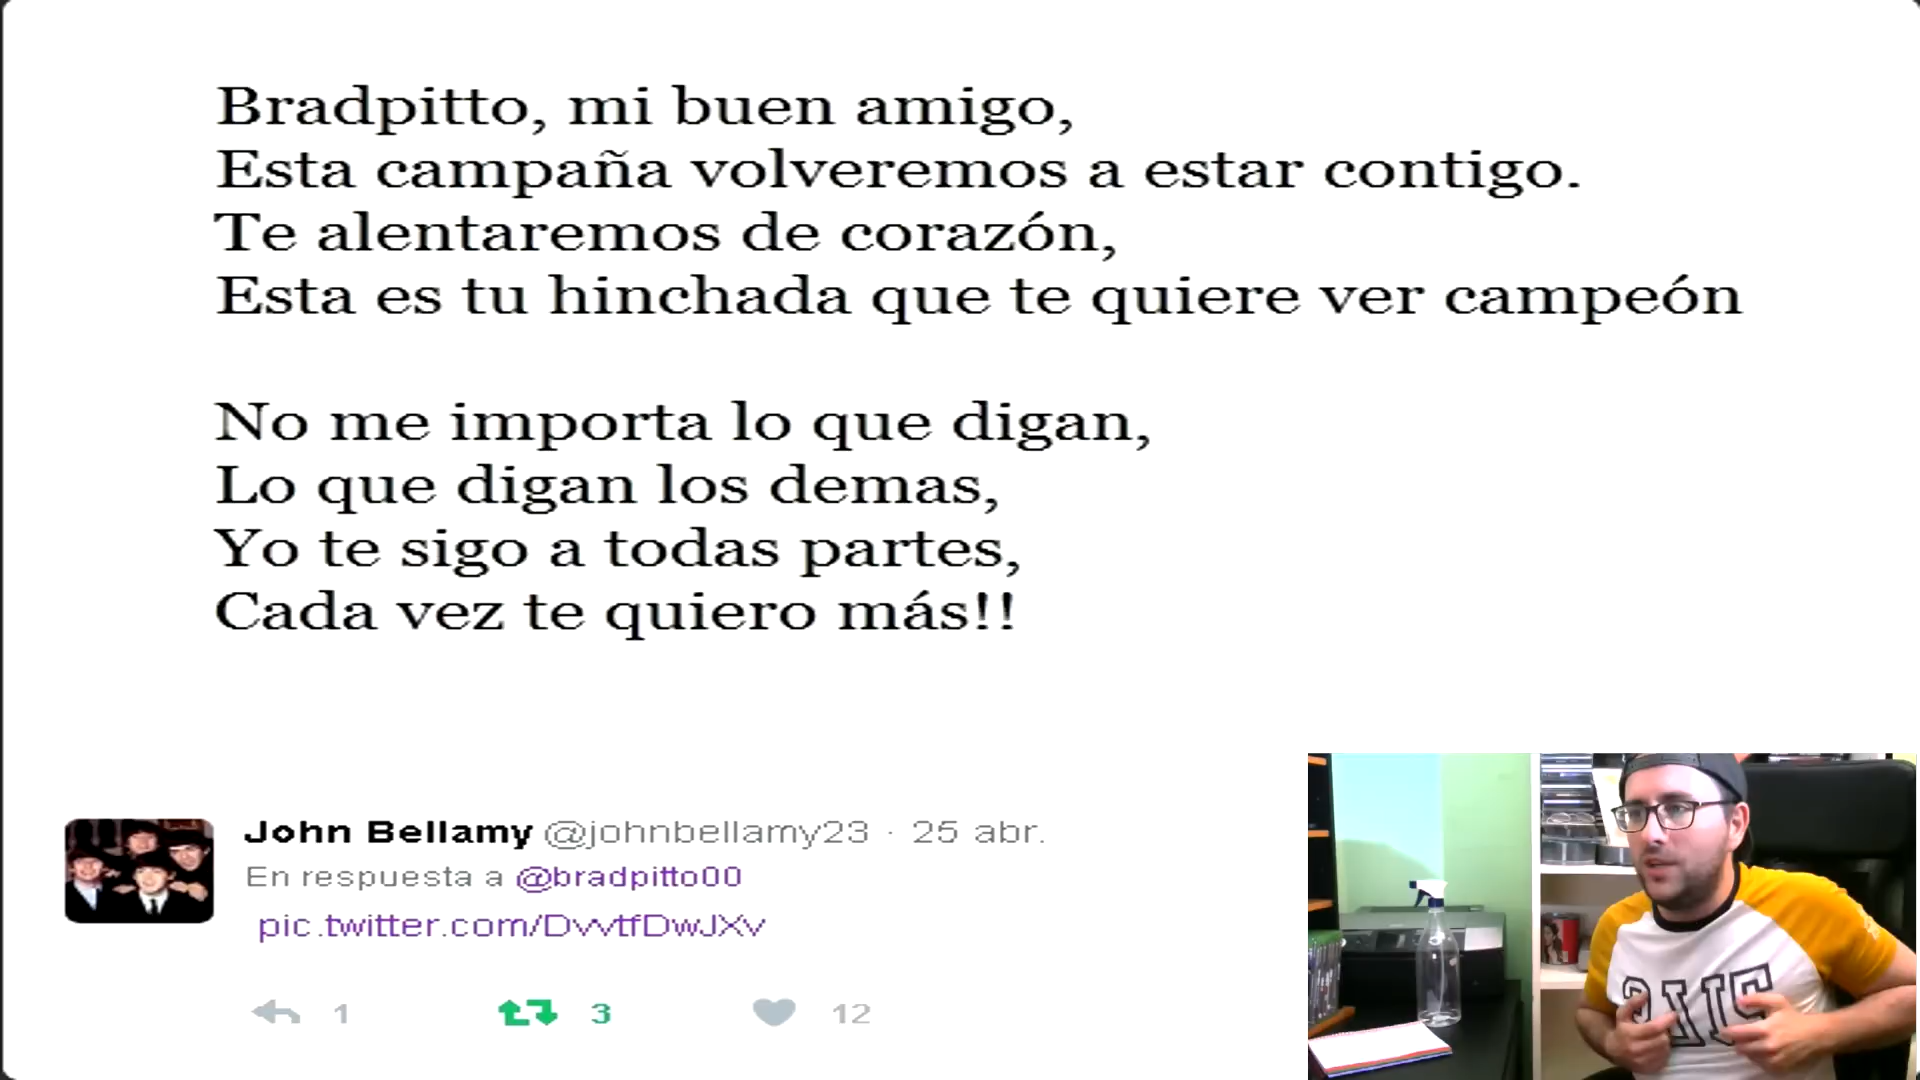 Bradpitto, mi buen amigo,
Esta campaña volveremos a estar contigo.
Te alentaremos de corazón,
Esta es tu hinchada que te quiere ver campeón
No me importa lo que digan,
Lo que digan los demas,
Yo te sigo a todas partes,
Cada vez te quiero más!!
John Bellamy @johnbellamy23 · 25 abr.
En respuesta a @bradpitto00
pic.twitter.com/DvvtfDwJXv
1 3 12